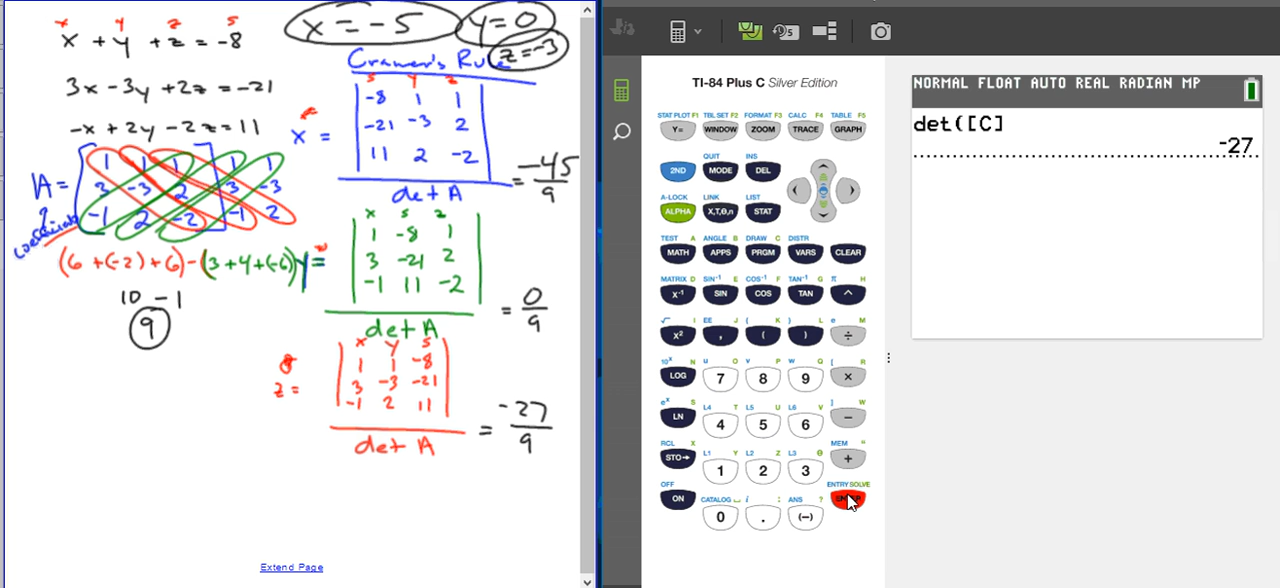 x y z s
x + y + z = -8
3x - 3y + 2z = -21
-x + 2y - 2z = 11
A = [ 1 1 1 ] 1 1
3 -3 2 3 -3
-1 2 -2 -1 2
coefficients
(6 + (-2) + 6) - (3 + 4 + (-6))
10 - 1
9
x = -5 y = 0
z = -3
Cramer's Rule
s y z
-8 1 1
x = -21 -3 2
11 2 -2
det A
= -45/9
x s z
1 -8 1
y = 3 -21 2
-1 11 -2
det A
= 0/9
x y s
1 1 -8
z = 3 -3 -21
-1 2 11
det A
= -27/9
Extend Page
TI-84 Plus C Silver Edition
STAT PLOT F1 TBL SET F2 FORMAT F3 CALC F4 TABLE F5
Y= WINDOW ZOOM TRACE GRAPH
QUIT INS
2ND MODE DEL
A-LOCK LINK LIST
ALPHA X,T,θ,n STAT
TEST A ANGLE B DRAW C DISTR
MATH APPS PRGM VARS CLEAR
MATRIX D SIN⁻¹ E COS⁻¹ F TAN⁻¹ G π H
x⁻¹ SIN COS TAN ^
√ I EE J { K } L e M
x² , ( ) ÷
10ˣ N u O v P w Q [ R
LOG 7 8 9 ×
eˣ S L4 T L5 U L6 V ] W
LN 4 5 6 −
RCL X L1 Y L2 Z L3 θ MEM "
STO→ 1 2 3 +
OFF CATALOG ⎵ i : ANS ? ENTRY SOLVE
ON 0 . (−) ENTER
NORMAL FLOAT AUTO REAL RADIAN MP
det([C]
-27